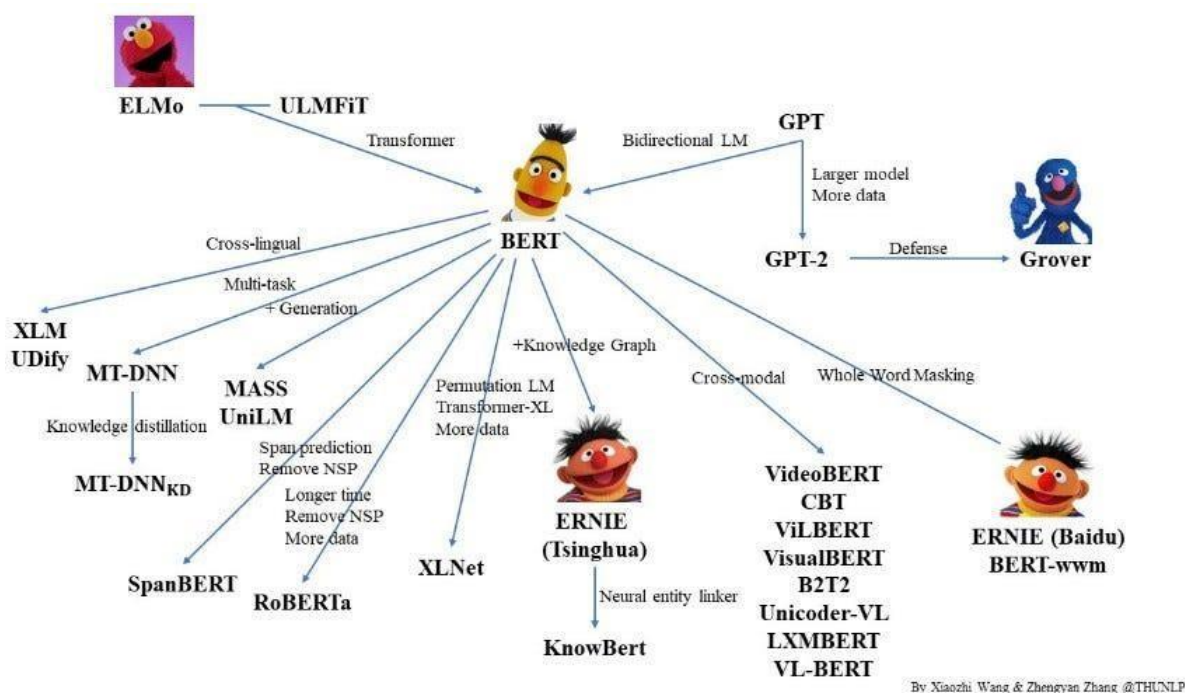 ELMo
ULMFiT
GPT
Transformer
Bidirectional LM
Larger model
More data
BERT
GPT-2
Defense
Grover
Cross-lingual
Multi-task
+ Generation
XLM
UDify
MT-DNN
MASS
UniLM
+Knowledge Graph
Cross-modal
Whole Word Masking
Permutation LM
Transformer-XL
More data
Knowledge distillation
MT-DNNKD
Span prediction
Remove NSP
Longer time
Remove NSP
More data
SpanBERT
RoBERTa
XLNet
ERNIE
(Tsinghua)
Neural entity linker
KnowBert
VideoBERT
CBT
ViLBERT
VisualBERT
B2T2
Unicoder-VL
LXMBERT
VL-BERT
ERNIE (Baidu)
BERT-wwm
By Xiaozhi Wang & Zhengyan Zhang @THUNLP